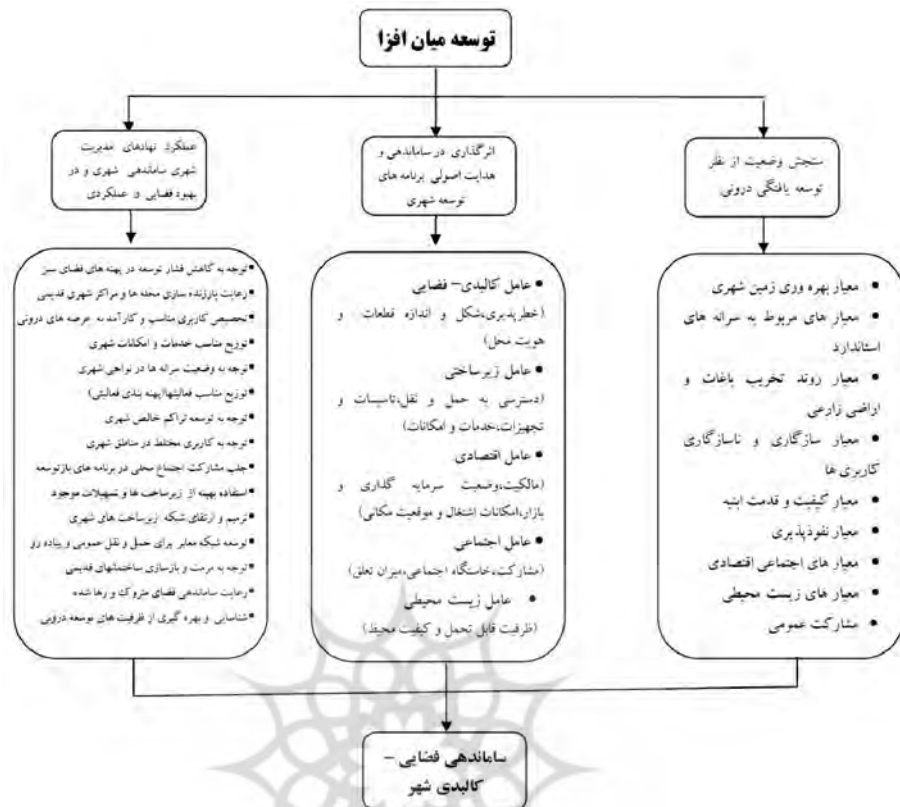 توسعه میان افزا
سنجش وضعیت از نظر
توسعه یافتگی درونی
اثرگذاری در ساماندهی و
هدایت اصولی برنامه های
توسعه شهری
عملکرد نهادهای مدیریت
شهری ساماندهی شهری و در
بهبود فضایی و عملکردی
• معیار بهره وری زمین شهری
• معیار های مربوط به سرانه های
استاندارد
• معیار روند تخریب باغات و
اراضی زارعی
• معیار سازگاری و ناسازگاری
کاربری ها
• معیار کیفیت و قدمت ابنیه
• معیار نفوذپذیری
• معیار های اجتماعی اقتصادی
• معیار های زیست محیطی
• مشارکت عمومی
• عامل کالبدی– فضایی
(خطرپذیری،شکل و اندازه قطعات و
هویت محل)
• عامل زیرساختی
(دسترسی به حمل و نقل،تاسیسات و
تجهیزات،خدمات و امکانات)
• عامل اقتصادی
(مالکیت،وضعیت سرمایه گذاری و
بازار،امکانات اشتغال و موقعیت مکانی)
• عامل اجتماعی
(مشارکت،خاستگاه اجتماعی،میزان تعلق)
• عامل زیست محیطی
(ظرفیت قابل تحمل و کیفیت محیط)
• توجه به کاهش فشار توسعه در پهنه های فضای سبز
• رعایت بازرنده سازی محله ها و مراکز شهری قدیمی
• تخصیص کاربری مناسب و کارآمد به عرصه های درونی
• توزیع مناسب خدمات و امکانات شهری
• توجه به وضعیت سرانه ها در نواحی شهری
• توزیع مناسب فعالیتها(پهنه بندی فعالیتی)
• توجه به توسعه تراکم خالص شهری
• توجه به کاربری مختلط در مناطق شهری
• جلب مشارکت اجتماع محلی در برنامه های بازتوسعه
• استفاده بهینه از زیرساخت ها و تسهیلات موجود
• ترمیم و ارتقای شبکه زیرساخت های شهری
• توسعه شبکه معابر برای حمل و نقل عمومی و پیاده رو
• توجه به مرمت و بازسازی ساختمانهای قدیمی
• رعایت ساماندهی فضای متروک و رها شده
• شناسایی و بهره گیری از ظرفیت های توسعه درونی
ساماندهی فضایی –
کالبدی شهر